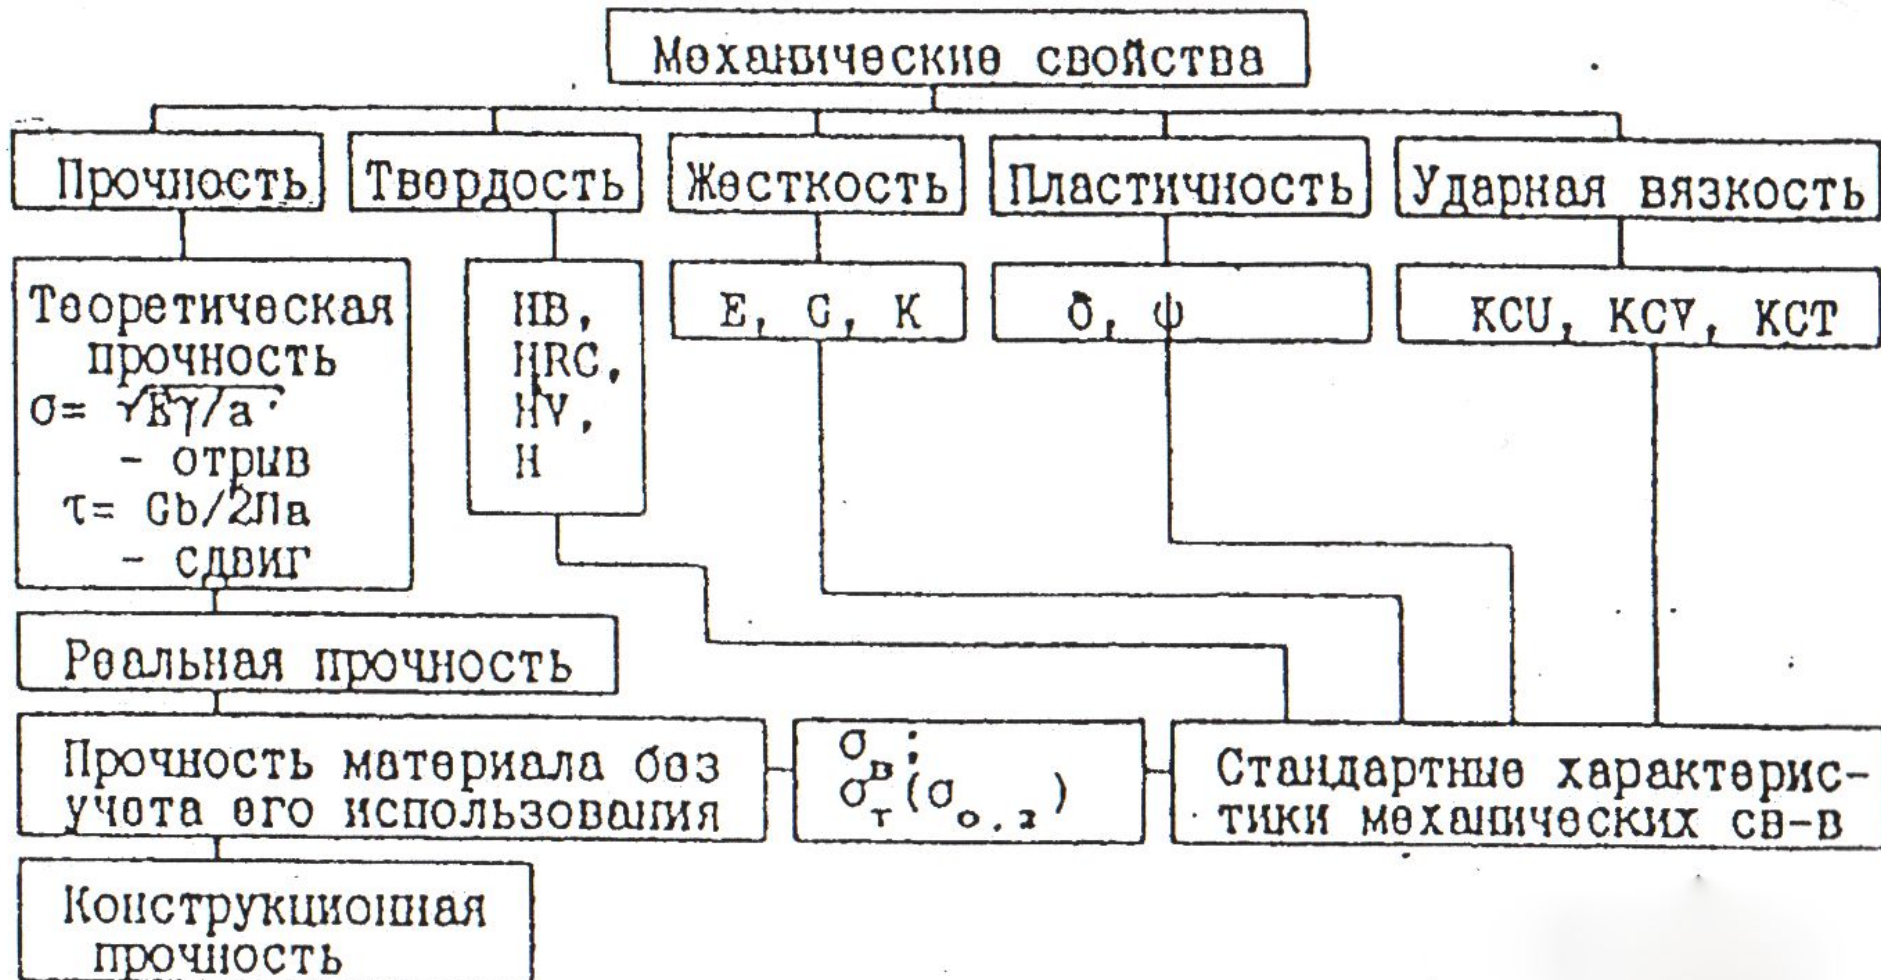 Механические свойства
Прочность
Твердость
Жесткость
Пластичность
Ударная вязкость
Теоретическая
прочность
σ= √Eγ/a
- отрыв
τ= Gb/2Пa
- сдвиг
HB,
HRC,
HV,
H
E, G, K
δ, ψ
KCU, KCV, KCT
Реальная прочность
Прочность материала без
учета его использования
σв;
σт(σ0,2)
Стандартные характерис-
тики механических св-в
Конструкционная
прочность